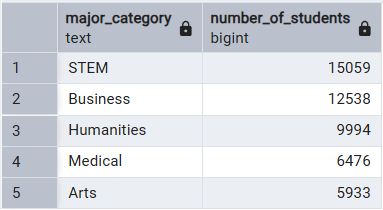 major_category number_of_students
text bigint
1 STEM 15059
2 Business 12538
3 Humanities 9994
4 Medical 6476
5 Arts 5933